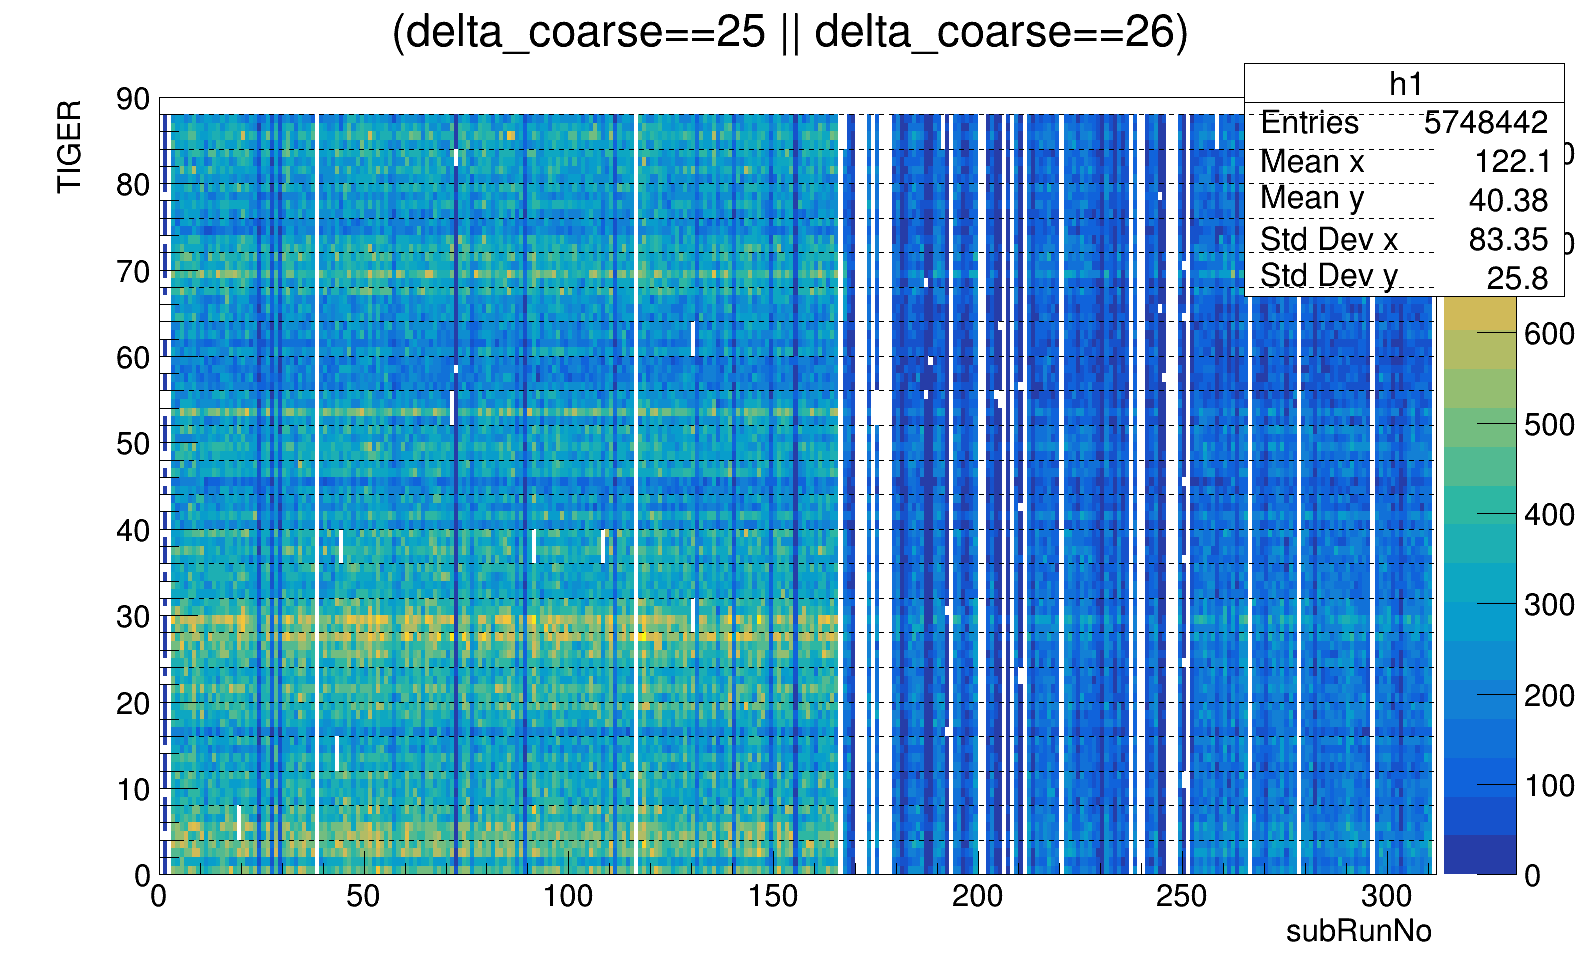 (delta_coarse==25 || delta_coarse==26)
TIGER
h1
Entries 5748442
Mean x 122.1
Mean y 40.38
Std Dev x 83.35
Std Dev y 25.8
90
80
70
60
50
40
30
20
10
0
0 50 100 150 200 250 300
subRunNo
600
500
400
300
200
100
0